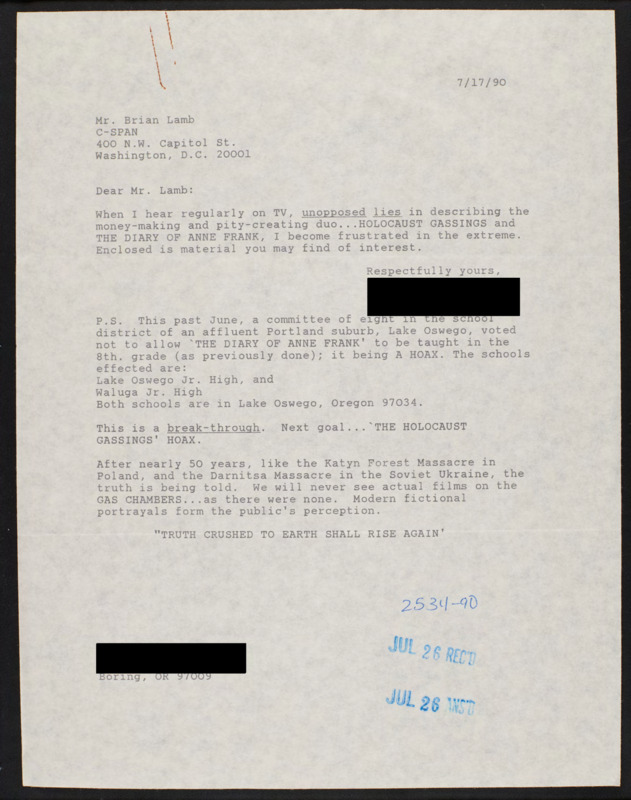 7/17/90
Mr. Brian Lamb
C-SPAN
400 N.W. Capitol St.
Washington, D.C. 20001
Dear Mr. Lamb:
When I hear regularly on TV, unopposed lies in describing the
money-making and pity-creating duo...HOLOCAUST GASSINGS and
THE DIARY OF ANNE FRANK, I become frustrated in the extreme.
Enclosed is material you may find of interest.
Respectfully yours,
P.S. This past June, a committee of eight in the school
district of an affluent Portland suburb, Lake Oswego, voted
not to allow `THE DIARY OF ANNE FRANK' to be taught in the
8th. grade (as previously done); it being A HOAX. The schools
effected are:
Lake Oswego Jr. High, and
Waluga Jr. High
Both schools are in Lake Oswego, Oregon 97034.
This is a break-through. Next goal...`THE HOLOCAUST
GASSINGS' HOAX.
After nearly 50 years, like the Katyn Forest Massacre in
Poland, and the Darnitsa Massacre in the Soviet Ukraine, the
truth is being told. We will never see actual films on the
GAS CHAMBERS...as there were none. Modern fictional
portrayals form the public's perception.
"TRUTH CRUSHED TO EARTH SHALL RISE AGAIN'
2534-90
JUL 26 REC'D
JUL 26 ANS'D
Boring, OR 97009